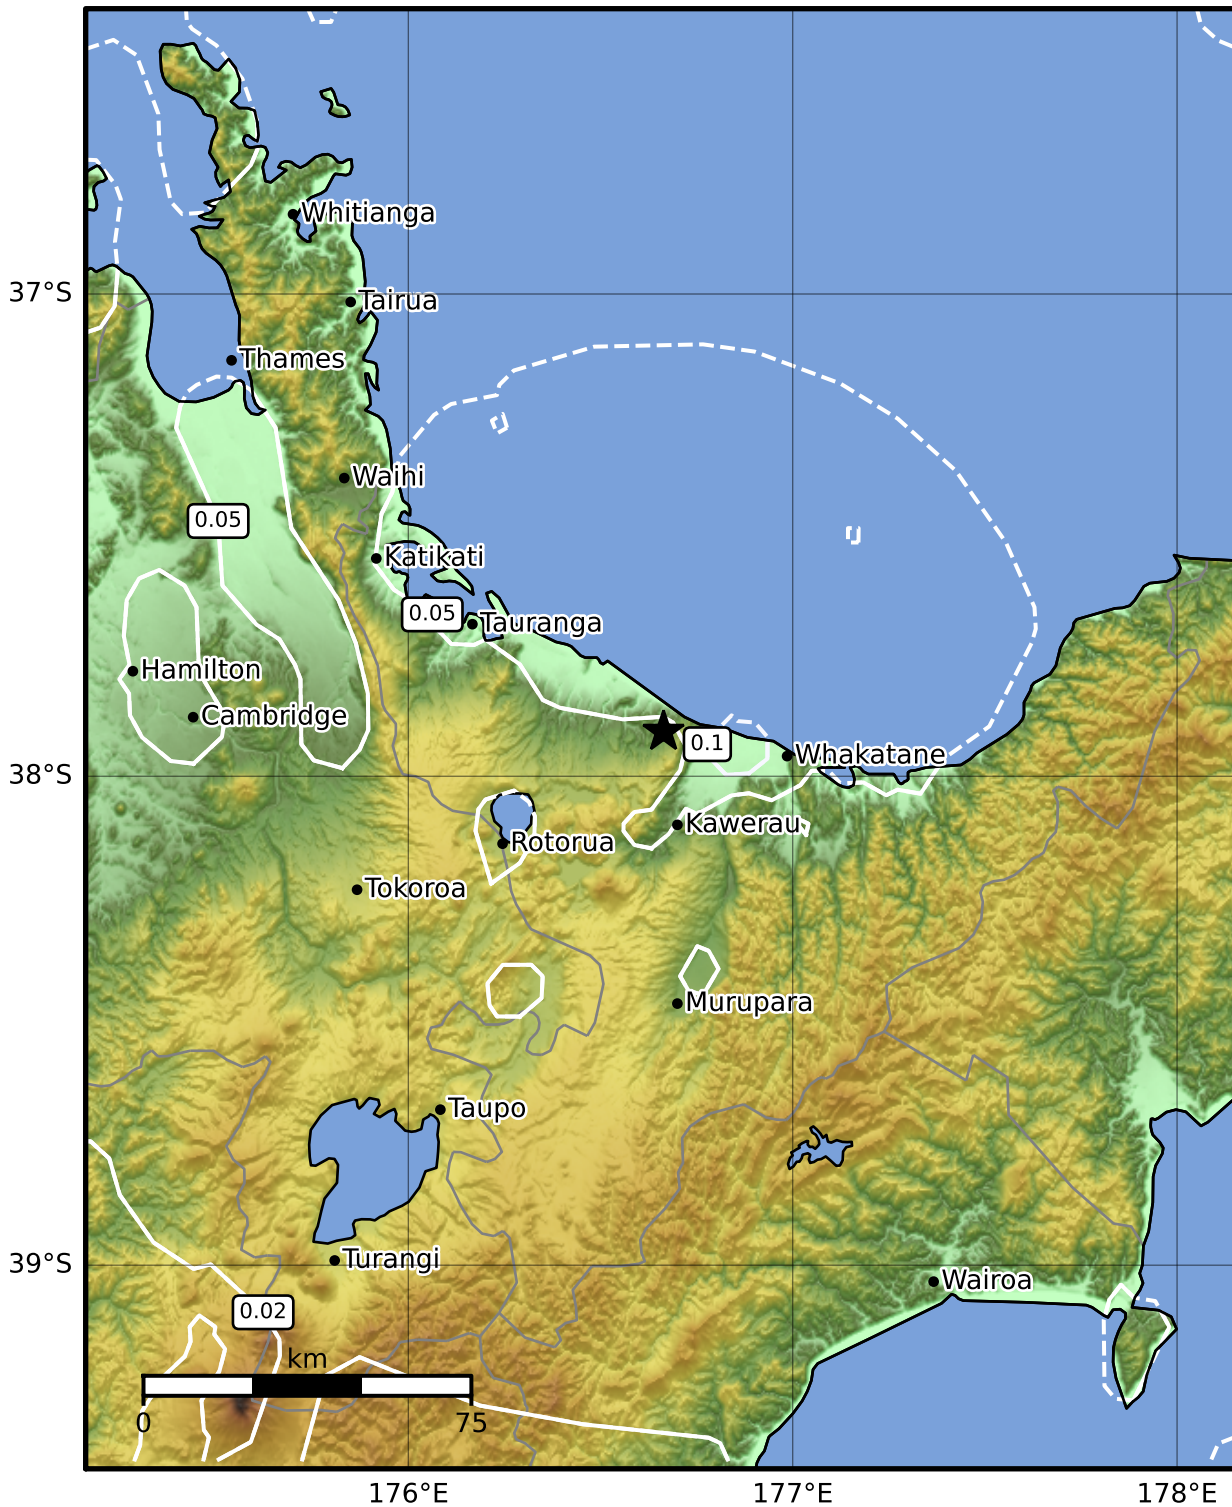 Whitianga
37°S
Tairua
Thames
Waihi
0.05
Katikati
0.05
Tauranga
Hamilton
Cambridge
0.1
Whakatane
38°S
Kawerau
Rotorua
Tokoroa
Murupara
Taupo
39°S
Turangi
Wairoa
0.02
km
0 75
176°E 177°E 178°E